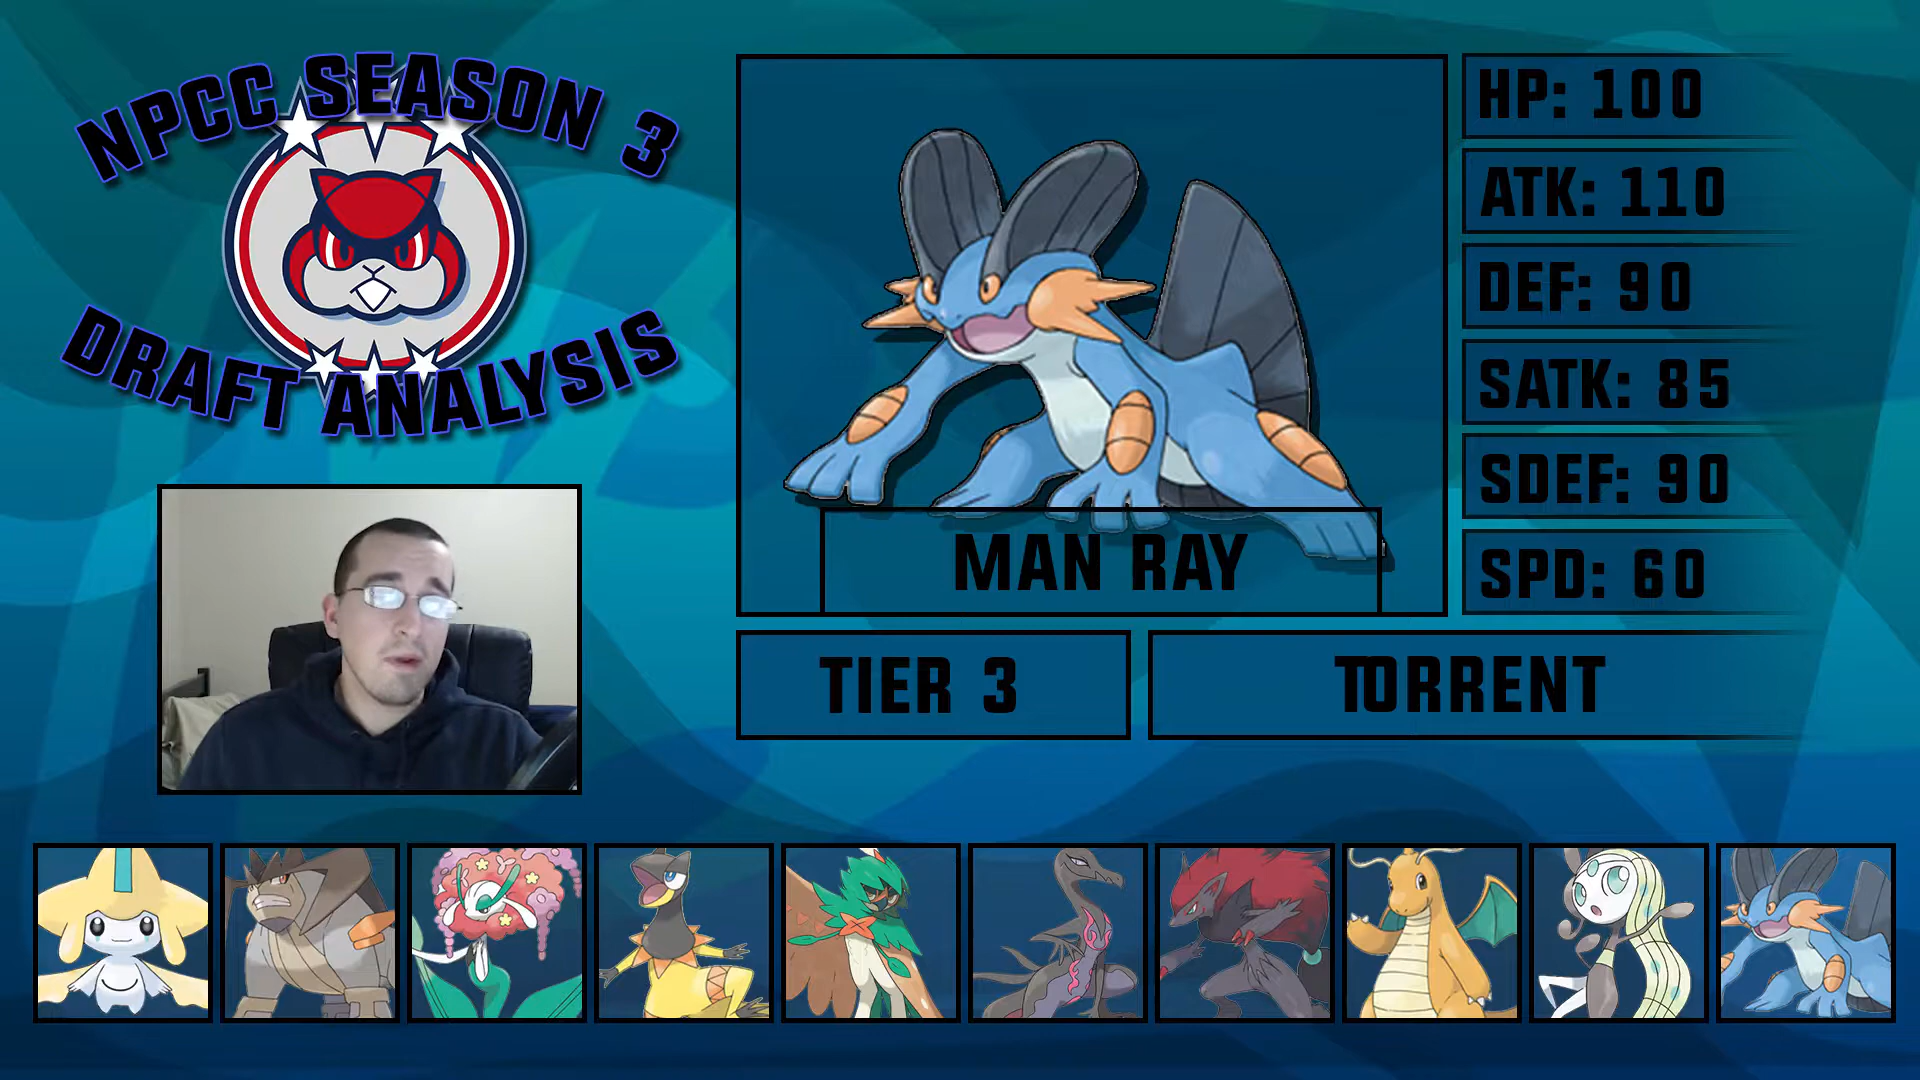 NPCC SEASON 3
DRAFT ANALYSIS
MAN RAY
TIER 3
TORRENT
HP: 100
ATK: 110
DEF: 90
SATK: 85
SDEF: 90
SPD: 60